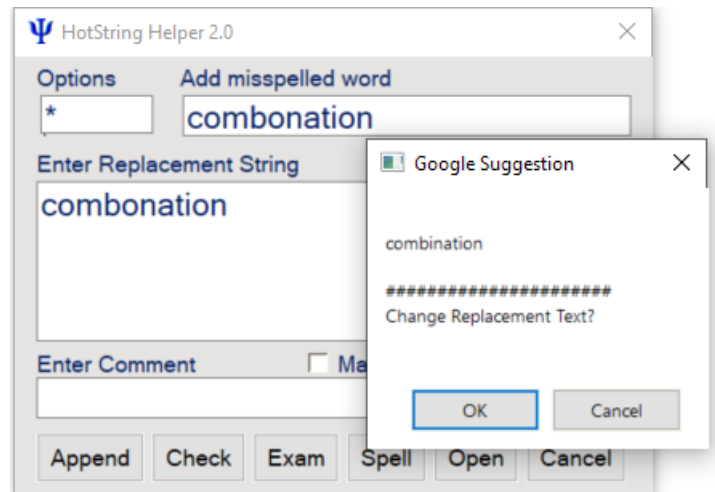 Ψ HotString Helper 2.0
Options Add misspelled word
* combonation
Enter Replacement String
combonation
Google Suggestion
combination
######################
Change Replacement Text?
OK Cancel
Enter Comment Ma
Append Check Exam Spell Open Cancel